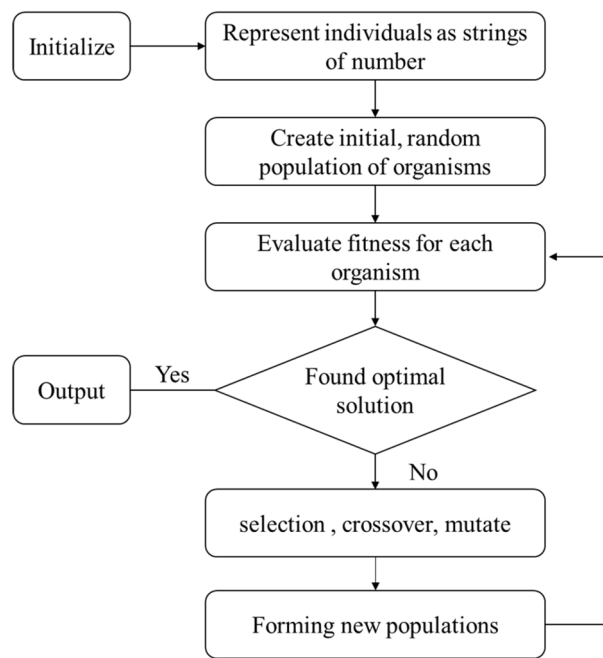 Initialize
Represent individuals as strings
of number
Create initial, random
population of organisms
Evaluate fitness for each
organism
Yes
Output
Found optimal
solution
No
selection , crossover, mutate
Forming new populations